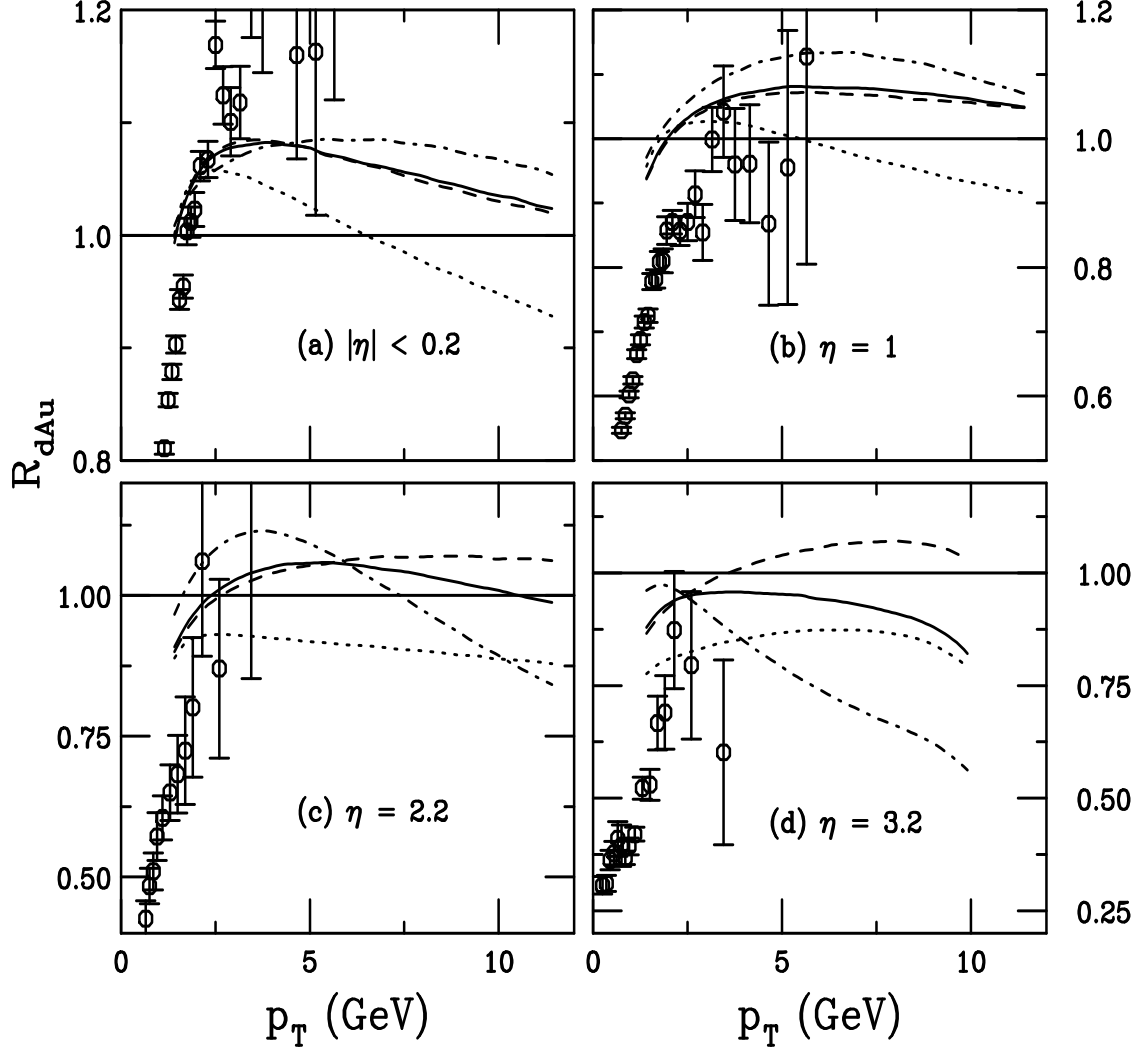 1.2
1.0
0.8
(a) |η| < 0.2
1.2
1.0
0.8
0.6
(b) η = 1
R_dAu
1.00
0.75
0.50
(c) η = 2.2
1.00
0.75
0.50
0.25
(d) η = 3.2
0 5 10
0 5 10
p_T (GeV)
p_T (GeV)